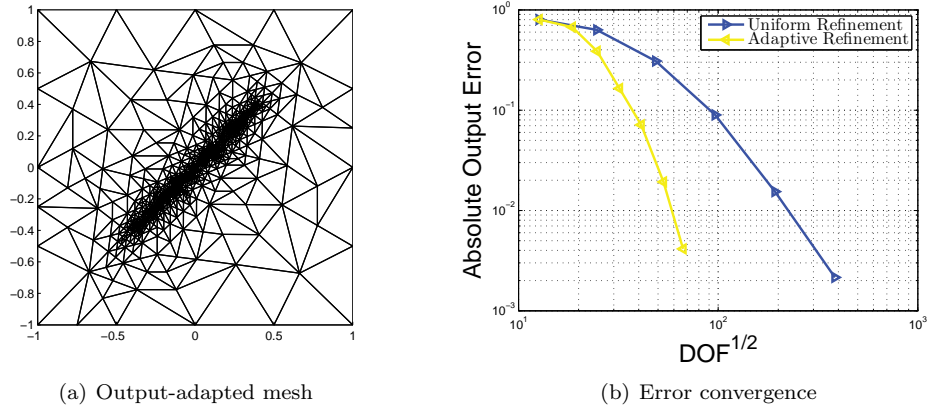 1
0.8
0.6
0.4
0.2
0
−0.2
−0.4
−0.6
−0.8
−1
−1 −0.5 0 0.5 1
(a) Output-adapted mesh
Absolute Output Error
10^0
10^−1
10^−2
10^−3
10^1 10^2 10^3
DOF^1/2
Uniform Refinement
Adaptive Refinement
(b) Error convergence